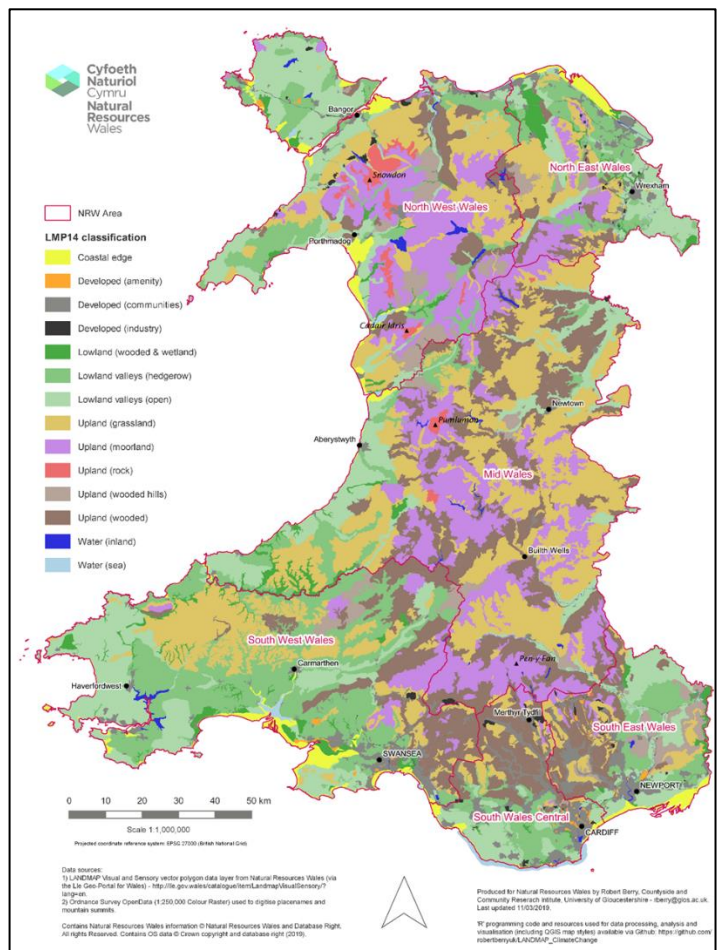 Cyfoeth
Naturiol
Cymru
Natural
Resources
Wales
NRW Area
LMP14 classification
Coastal edge
Developed (amenity)
Developed (communities)
Developed (industry)
Lowland (wooded & wetland)
Lowland valleys (hedgerow)
Lowland valleys (open)
Upland (grassland)
Upland (moorland)
Upland (rock)
Upland (wooded hills)
Upland (wooded)
Water (inland)
Water (sea)
Bangor
Snowdon
North East Wales
Wrexham
North West Wales
Porthmadog
Cadair Idris
Newtown
Pumlumon
Aberystwyth
Mid Wales
Builth Wells
South West Wales
Carmarthen
Pen y Fan
Haverfordwest
Merthyr Tydfil
South East Wales
SWANSEA
NEWPORT
South Wales Central
CARDIFF
0 10 20 30 40 50 km
Scale 1:1,000,000
Projected coordinate reference system: EPSG 27700 (British National Grid)
Data sources:
1) LANDMAP Visual and Sensory vector polygon data layer from Natural Resources Wales (via
the Lle Geo-Portal for Wales) - http://lle.gov.wales/catalogue/item/LandmapVisualSensory/?
lang=en.
2) Ordnance Survey OpenData (1:250,000 Colour Raster) used to digitise placenames and
mountain summits.
Contains Natural Resources Wales information © Natural Resources Wales and Database Right.
All rights Reserved. Contains OS data © Crown copyright and database right (2019).
Produced for Natural Resources Wales by Robert Berry, Countryside and
Community Research Institute, University of Gloucestershire - rberry@glos.ac.uk.
Last updated 11/03/2019.
'R' programming code and resources used for data processing, analysis and
visualisation (including QGIS map styles) available via Github: https://github.com/
robertberryuk/LANDMAP_ClimateChange